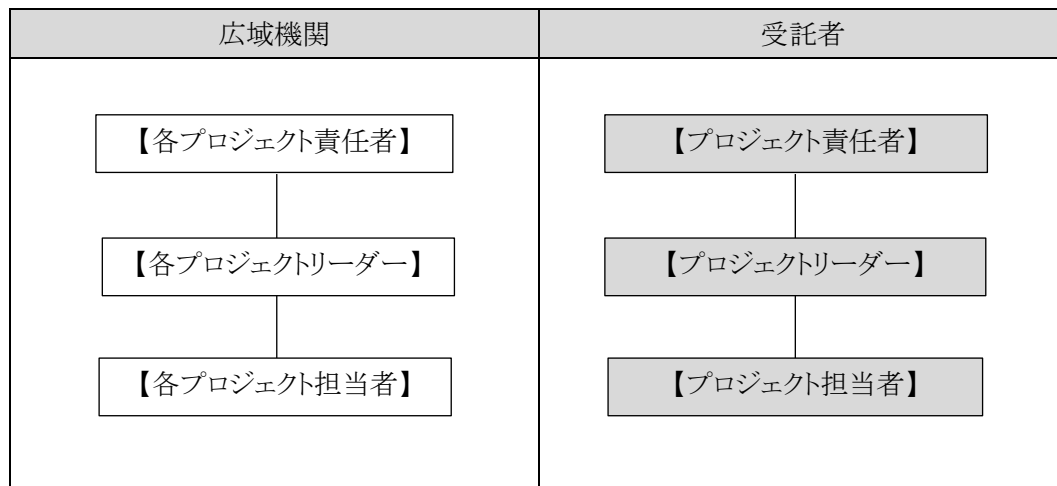 広域機関
受託者
【各プロジェクト責任者】
【プロジェクト責任者】
【各プロジェクトリーダー】
【プロジェクトリーダー】
【各プロジェクト担当者】
【プロジェクト担当者】